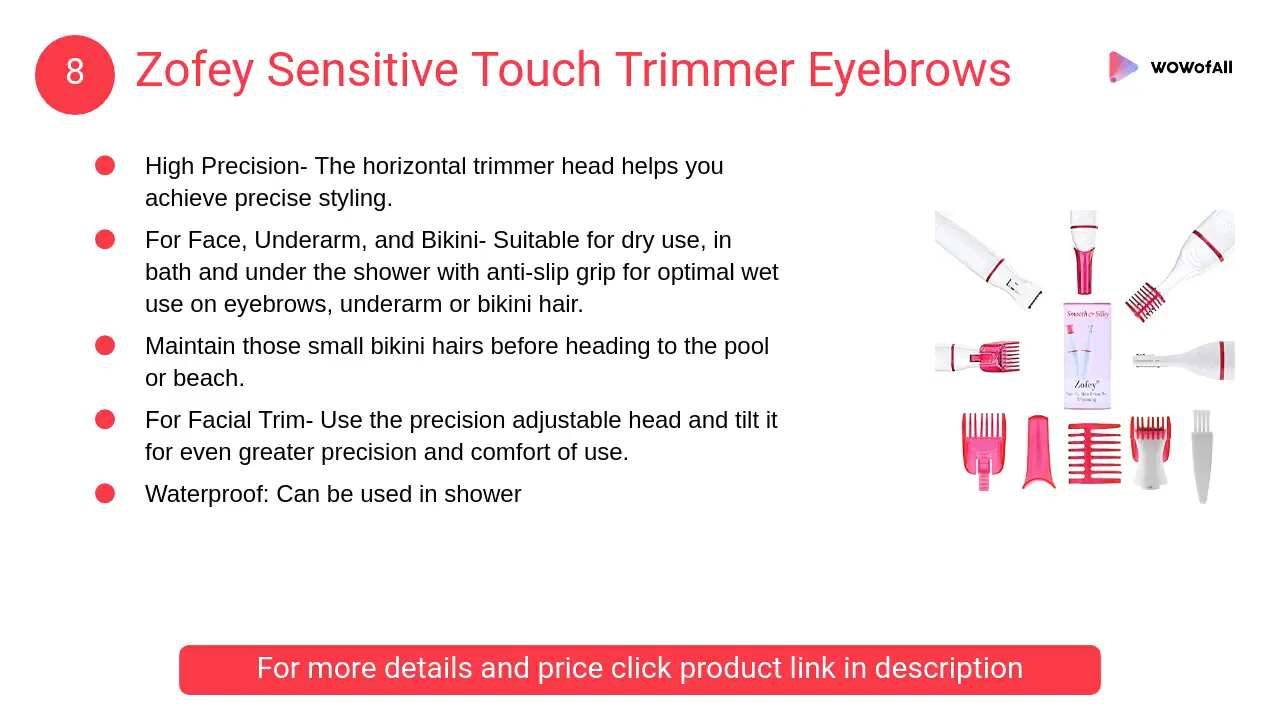 8
Zofey Sensitive Touch Trimmer Eyebrows
WOWofAll
High Precision- The horizontal trimmer head helps you
achieve precise styling.
For Face, Underarm, and Bikini- Suitable for dry use, in
bath and under the shower with anti-slip grip for optimal wet
use on eyebrows, underarm or bikini hair.
Maintain those small bikini hairs before heading to the pool
or beach.
For Facial Trim- Use the precision adjustable head and tilt it
for even greater precision and comfort of use.
Waterproof: Can be used in shower
Smooth & Silky
Zofey®
For more details and price click product link in description